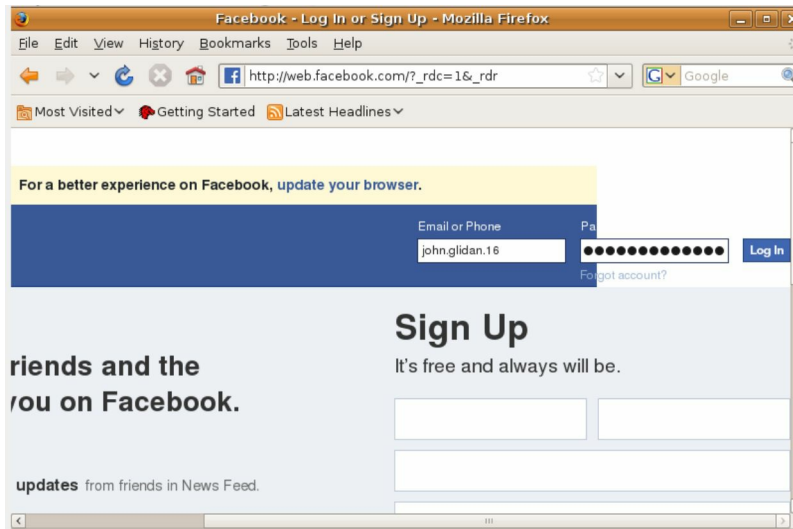 Facebook - Log In or Sign Up - Mozilla Firefox
File Edit View History Bookmarks Tools Help
http://web.facebook.com/?_rdc=1&_rdr
G Google
Most Visited Getting Started Latest Headlines
For a better experience on Facebook, update your browser.
Email or Phone Pa
john.glidan.16 ●●●●●●●●●●●●● Log In
Forgot account?
Sign Up
It's free and always will be.
riends and the
you on Facebook.
updates from friends in News Feed.